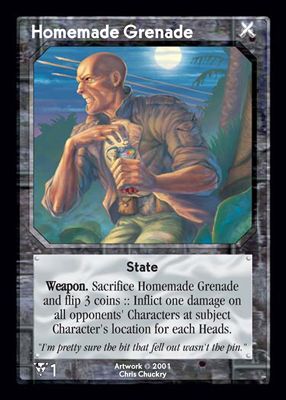 Homemade Grenade
State
Weapon. Sacrifice Homemade Grenade
and flip 3 coins :: Inflict one damage on
all opponents' Characters at subject
Character's location for each Heads.
"I'm pretty sure the bit that fell out wasn't the pin."
1
Artwork © 2001
Chris Chuckry